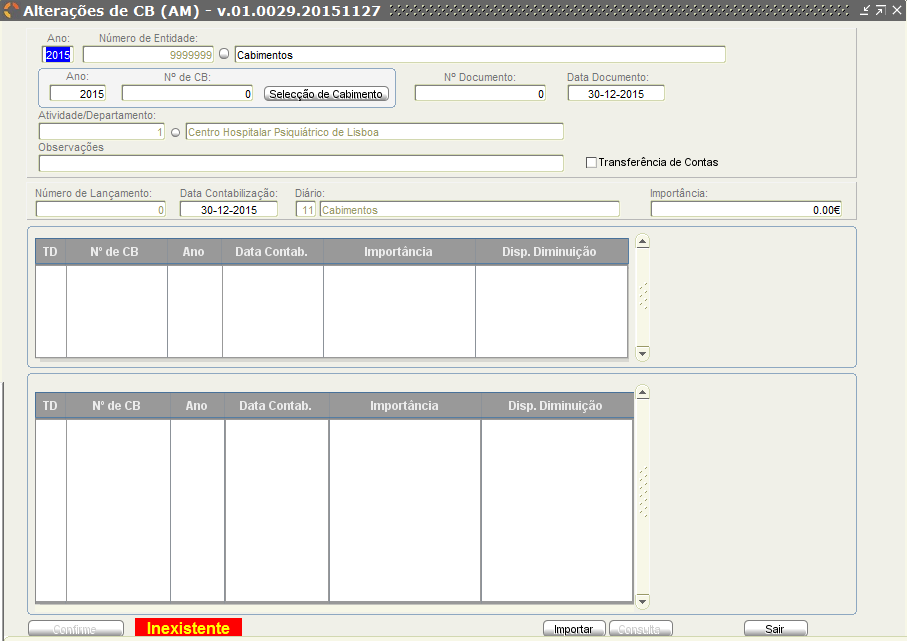 Alterações de CB (AM) - v.01.0029.20151127
Ano: Número de Entidade:
2015 9999999 Cabimentos
Ano: Nº de CB: Nº Documento: Data Documento:
2015 0 Selecção de Cabimento 0 30-12-2015
Atividade/Departamento:
1 Centro Hospitalar Psiquiátrico de Lisboa
Observações
Transferência de Contas
Número de Lançamento: Data Contabilização: Diário: Importância:
0 30-12-2015 11 Cabimentos 0.00€
TD Nº de CB Ano Data Contab. Importância Disp. Diminuição
TD Nº de CB Ano Data Contab. Importância Disp. Diminuição
Confirme Inexistente Importar Consulta Sair